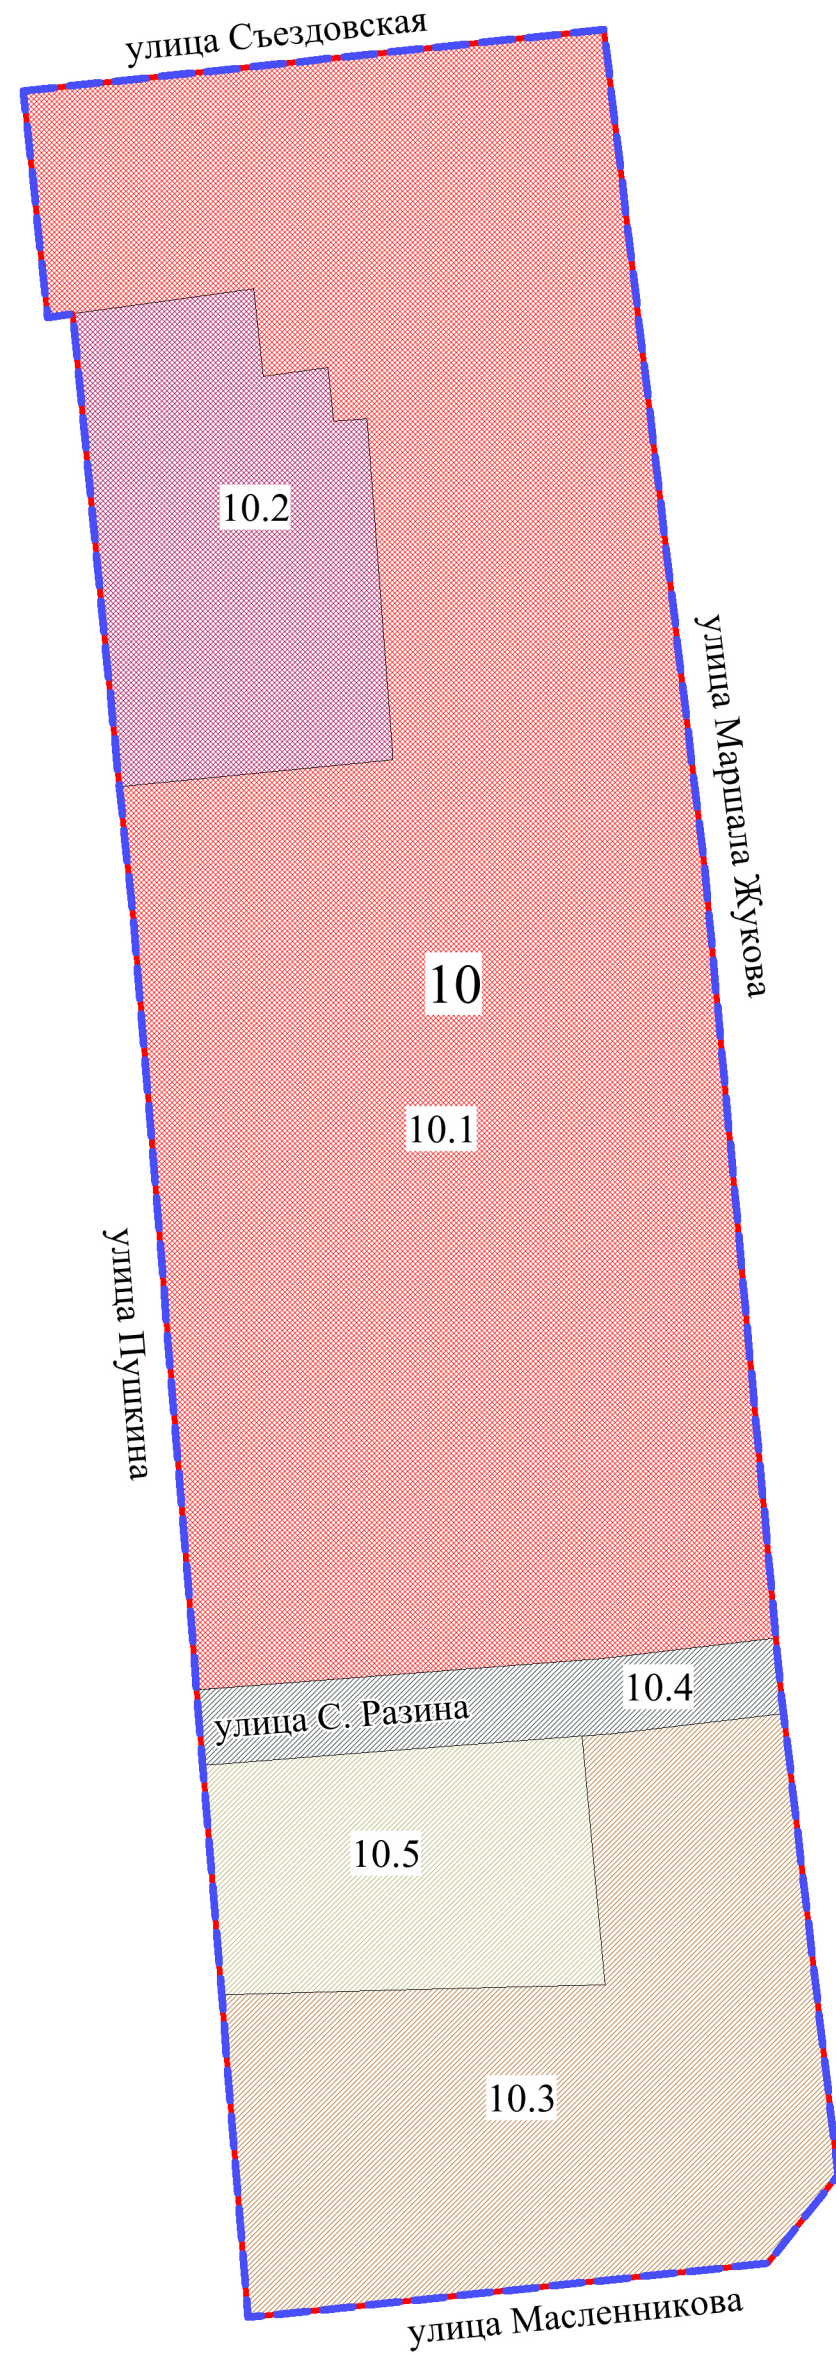 улица Съездовская
10.2
улица Маршала Жукова
10
10.1
улица Пушкина
10.4
улица С. Разина
10.5
10.3
улица Масленникова